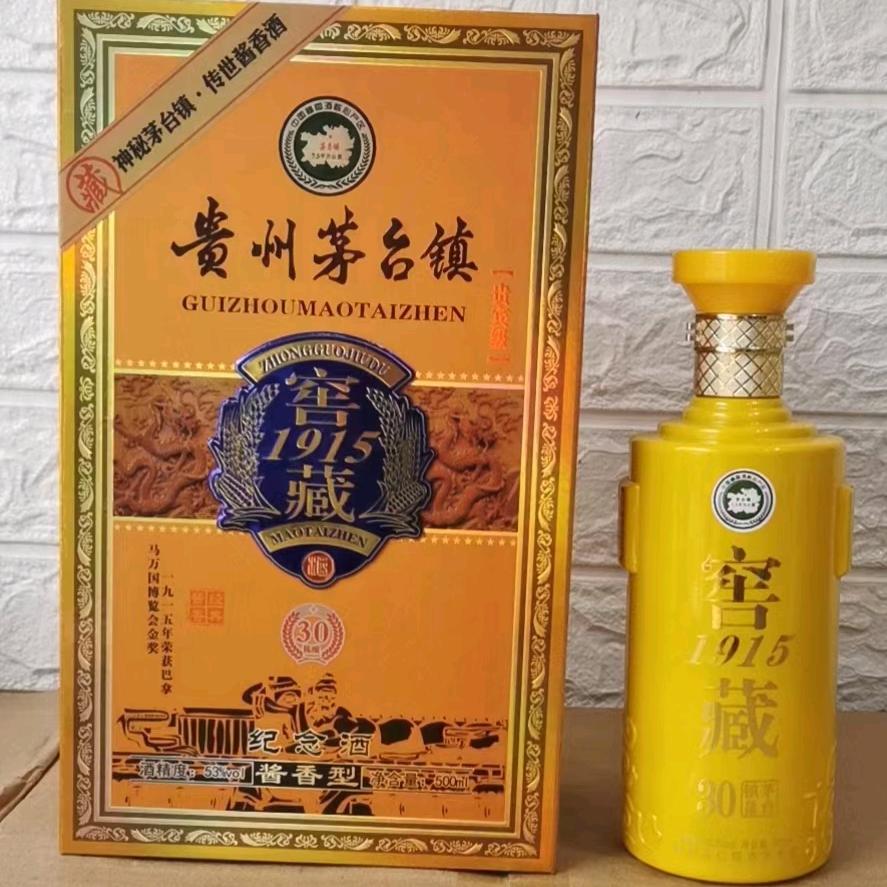 藏 神秘茅台镇·传世酱香酒
贵州茅台镇
GUIZHOUMAOTAIZHEN
ZHONGGUOJIUDU
窖
1915
藏
MAOTAIZHEN
一九一五年荣获巴拿
马万国博览会金奖
30
纪念酒
酒精度：53%vol 酱香型 净含量：500ml
窖
1915
藏
30